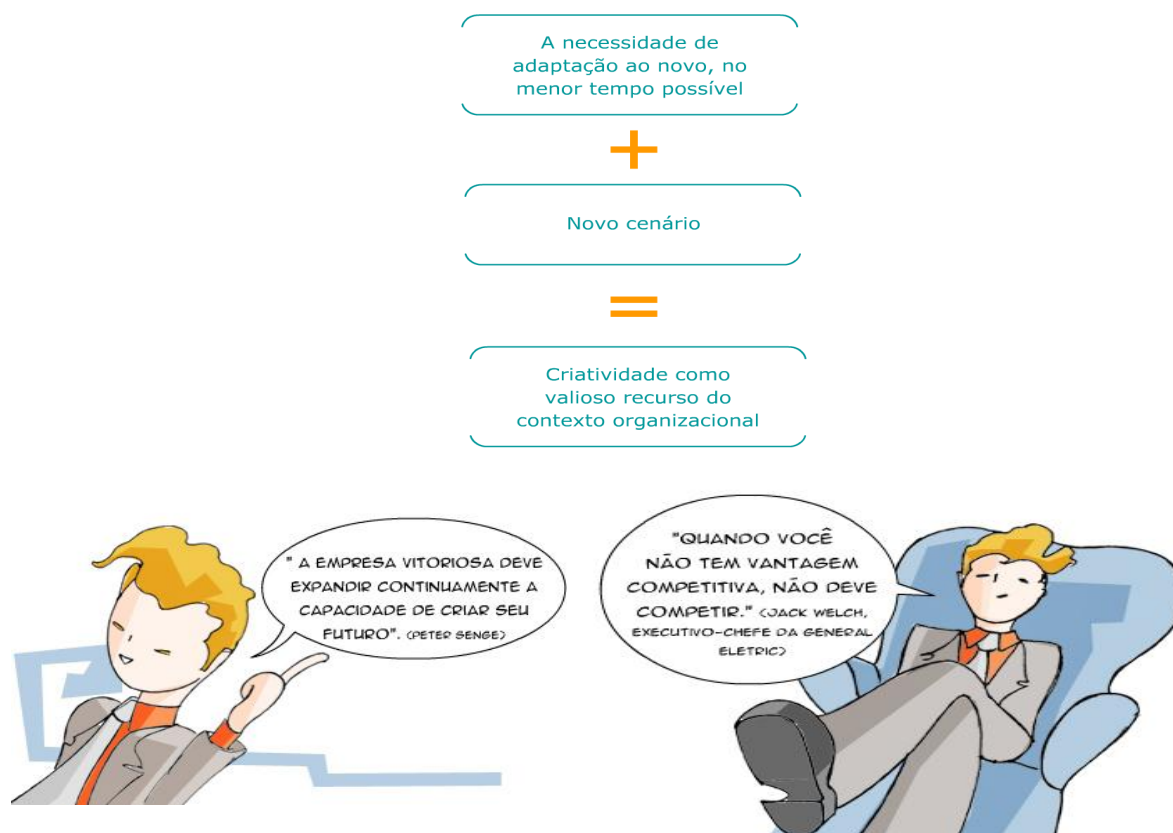 A necessidade de
adaptação ao novo, no
menor tempo possível
+
Novo cenário
=
Criatividade como
valioso recurso do
contexto organizacional
" A EMPRESA VITORIOSA DEVE
EXPANDIR CONTINUAMENTE A
CAPACIDADE DE CRIAR SEU
FUTURO". (PETER SENGE)
"QUANDO VOCÊ
NÃO TEM VANTAGEM
COMPETITIVA, NÃO DEVE
COMPETIR." (JACK WELCH,
EXECUTIVO-CHEFE DA GENERAL
ELETRIC)